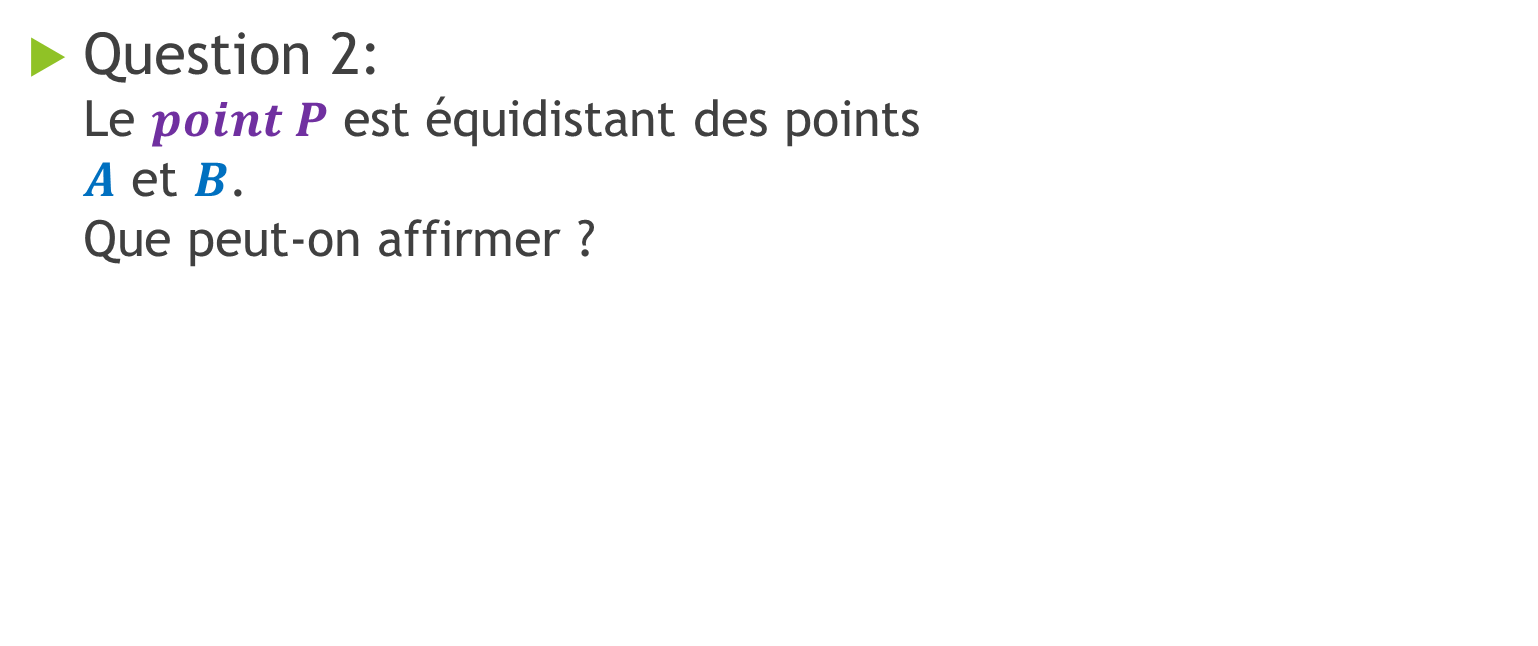 Question 2:
Le point P est équidistant des points
A et B.
Que peut-on affirmer ?